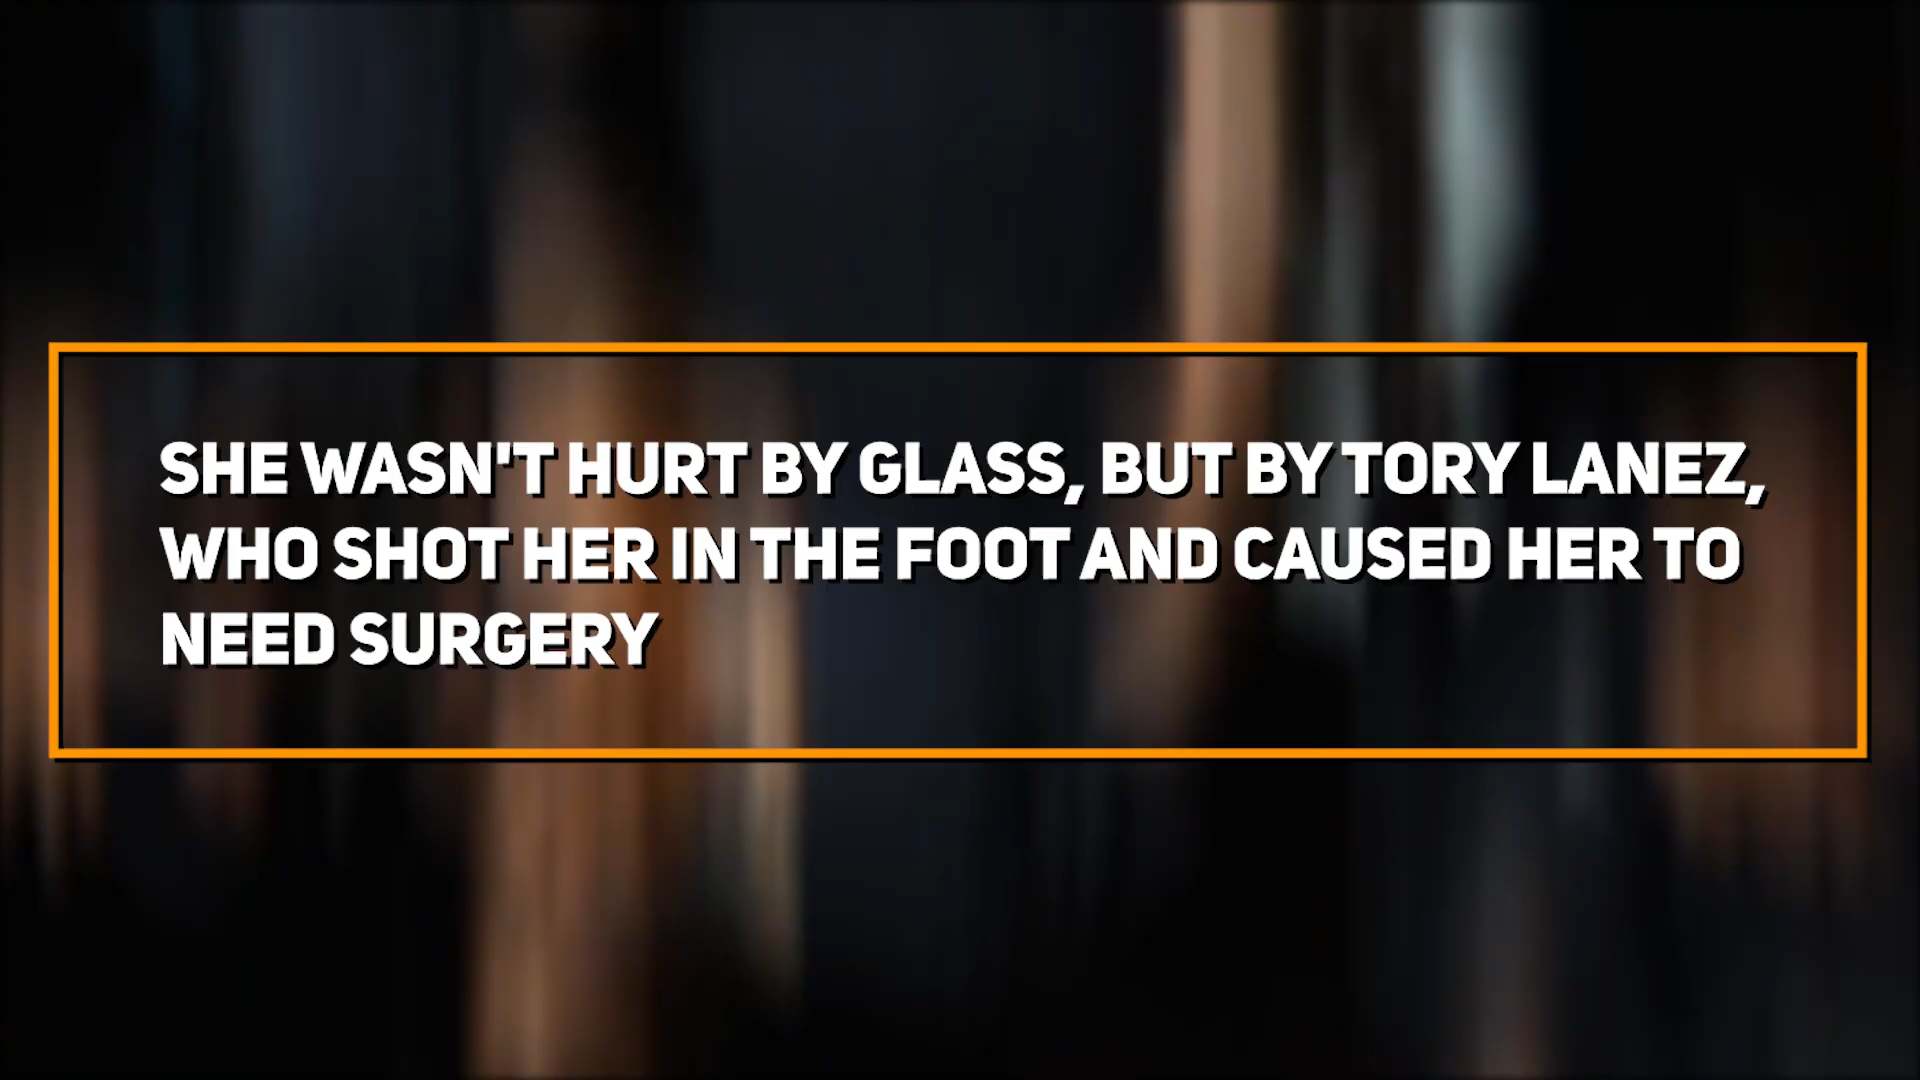 SHE WASN'T HURT BY GLASS, BUT BY TORY LANEZ,
WHO SHOT HER IN THE FOOT AND CAUSED HER TO
NEED SURGERY